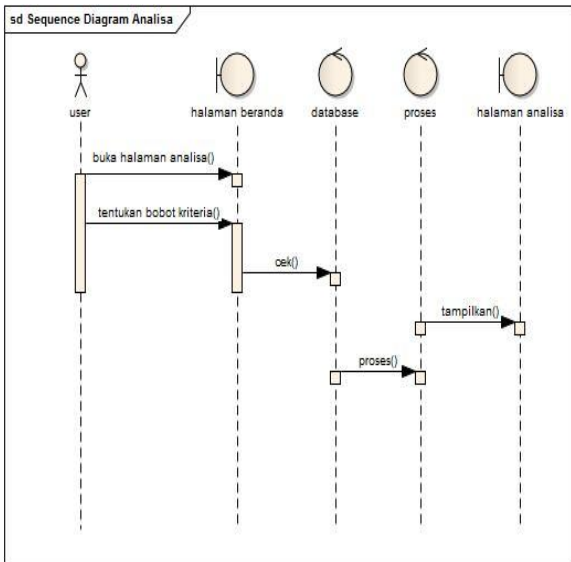 sd Sequence Diagram Analisa
user
halaman beranda
database
proses
halaman analisa
buka halaman analisa()
tentukan bobot kriteria()
cek()
tampilkan()
proses()